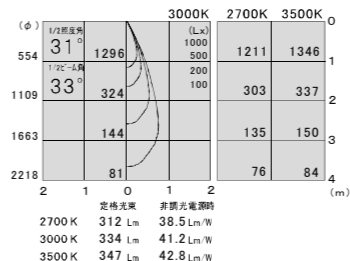 3000K 2700K 3500K
(φ) 1/2照度角 (Lx) 0
31° 1000
554 1296 500 1211 1346 1
1/2ビーム角 200
33° 100
1109 324 303 337 2
1663 144 135 150 3
2218 81 76 84 4
2 1 0 1 2 (m)
定格光束 非調光電源時
2700K 312 Lm 38.5 Lm/W
3000K 334 Lm 41.2 Lm/W
3500K 347 Lm 42.8 Lm/W